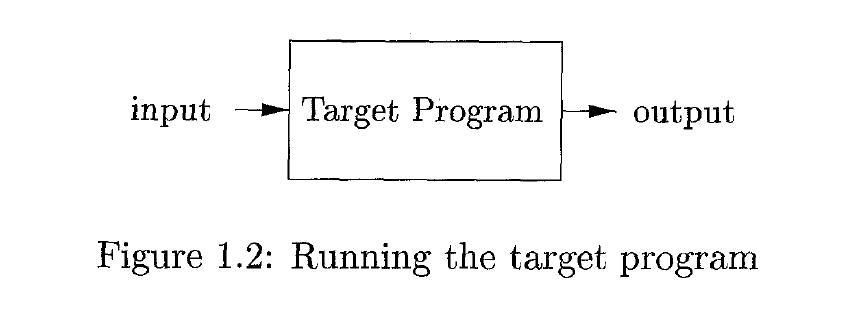 input Target Program output
Figure 1.2: Running the target program